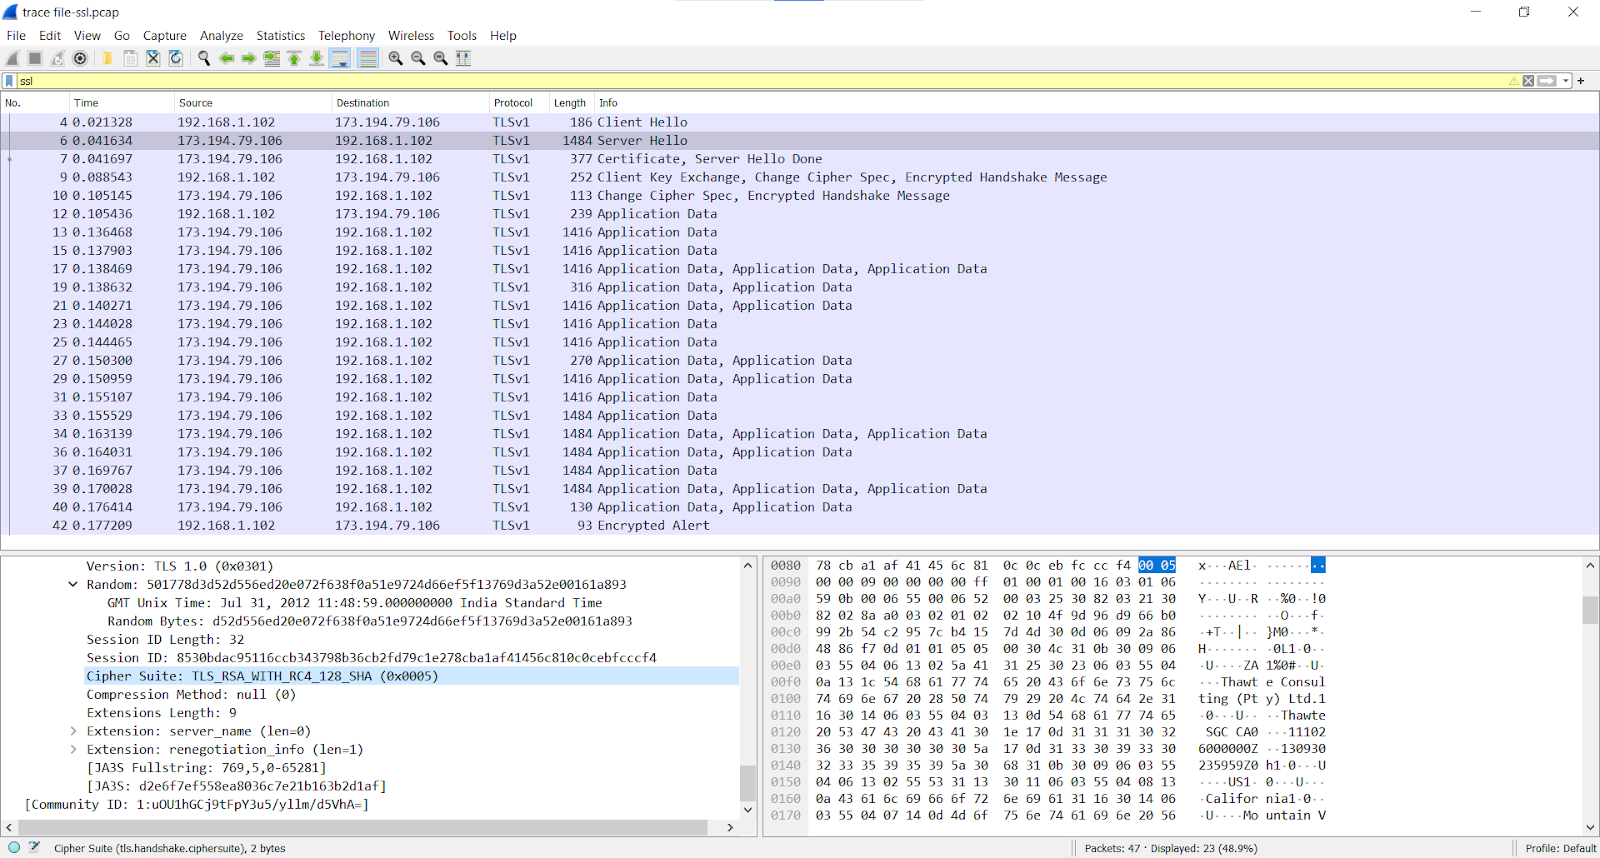 trace file-ssl.pcap
File Edit View Go Capture Analyze Statistics Telephony Wireless Tools Help
ssl
No. Time Source Destination Protocol Length Info
4 0.021328 192.168.1.102 173.194.79.106 TLSv1 186 Client Hello
6 0.041634 173.194.79.106 192.168.1.102 TLSv1 1484 Server Hello
7 0.041697 173.194.79.106 192.168.1.102 TLSv1 377 Certificate, Server Hello Done
9 0.088543 192.168.1.102 173.194.79.106 TLSv1 252 Client Key Exchange, Change Cipher Spec, Encrypted Handshake Message
10 0.105145 173.194.79.106 192.168.1.102 TLSv1 113 Change Cipher Spec, Encrypted Handshake Message
12 0.105436 192.168.1.102 173.194.79.106 TLSv1 239 Application Data
13 0.136468 173.194.79.106 192.168.1.102 TLSv1 1416 Application Data
15 0.137903 173.194.79.106 192.168.1.102 TLSv1 1416 Application Data
17 0.138469 173.194.79.106 192.168.1.102 TLSv1 1416 Application Data, Application Data, Application Data
19 0.138632 173.194.79.106 192.168.1.102 TLSv1 316 Application Data, Application Data
21 0.140271 173.194.79.106 192.168.1.102 TLSv1 1416 Application Data, Application Data
23 0.144028 173.194.79.106 192.168.1.102 TLSv1 1416 Application Data
25 0.144465 173.194.79.106 192.168.1.102 TLSv1 1416 Application Data
27 0.150300 173.194.79.106 192.168.1.102 TLSv1 270 Application Data, Application Data
29 0.150959 173.194.79.106 192.168.1.102 TLSv1 1416 Application Data, Application Data
31 0.155107 173.194.79.106 192.168.1.102 TLSv1 1416 Application Data
33 0.155529 173.194.79.106 192.168.1.102 TLSv1 1484 Application Data
34 0.163139 173.194.79.106 192.168.1.102 TLSv1 1484 Application Data, Application Data, Application Data
36 0.164031 173.194.79.106 192.168.1.102 TLSv1 1484 Application Data, Application Data
37 0.169767 173.194.79.106 192.168.1.102 TLSv1 1484 Application Data
39 0.170028 173.194.79.106 192.168.1.102 TLSv1 1484 Application Data, Application Data, Application Data
40 0.176414 173.194.79.106 192.168.1.102 TLSv1 130 Application Data, Application Data
42 0.177209 192.168.1.102 173.194.79.106 TLSv1 93 Encrypted Alert
Version: TLS 1.0 (0x0301)
Random: 501778d3d52d556ed20e072f638f0a51e9724d66ef5f13769d3a52e00161a893
GMT Unix Time: Jul 31, 2012 11:48:59.000000000 India Standard Time
Random Bytes: d52d556ed20e072f638f0a51e9724d66ef5f13769d3a52e00161a893
Session ID Length: 32
Session ID: 8530bdac95116ccb343798b36cb2fd79c1e278cba1af41456c810c0cebfcccf4
Cipher Suite: TLS_RSA_WITH_RC4_128_SHA (0x0005)
Compression Method: null (0)
Extensions Length: 9
Extension: server_name (len=0)
Extension: renegotiation_info (len=1)
[JA3S Fullstring: 769,5,0-65281]
[JA3S: d2e6f7ef558ea8036c7e21b163b2d1af]
[Community ID: 1:uOU1hGCj9tFpY3u5/yllm/d5VhA=]
0080 78 cb a1 af 41 45 6c 81 0c 0c eb fc cc f4 00 05 x···AEl· ········
0090 00 00 09 00 00 00 00 ff 01 00 01 00 16 03 01 06 ········ ········
00a0 59 0b 00 06 55 00 06 52 00 03 25 30 82 03 21 30 Y···U··R ··%0··!0
00b0 82 02 8a a0 03 02 01 02 02 10 4f 9d 96 d9 66 b0 ········ ··O···f·
00c0 99 2b 54 c2 95 7c b4 15 7d 4d 30 0d 06 09 2a 86 ·+T··|·· }M0···*·
00d0 48 86 f7 0d 01 01 05 05 00 30 4c 31 0b 30 09 06 H······· ·0L1·0··
00e0 03 55 04 06 13 02 5a 41 31 25 30 23 06 03 55 04 ·U····ZA 1%0#··U·
00f0 0a 13 1c 54 68 61 77 74 65 20 43 6f 6e 73 75 6c ···Thawt e Consul
0100 74 69 6e 67 20 28 50 74 79 29 20 4c 74 64 2e 31 ting (Pt y) Ltd.1
0110 16 30 14 06 03 55 04 03 13 0d 54 68 61 77 74 65 ·0···U·· ··Thawte
0120 20 53 47 43 20 43 41 30 1e 17 0d 31 31 31 30 32 SGC CA0 ···11102
0130 36 30 30 30 30 30 30 5a 17 0d 31 33 30 39 33 30 6000000Z ··130930
0140 32 33 35 39 35 39 5a 30 68 31 0b 30 09 06 03 55 235959Z0 h1·0···U
0150 04 06 13 02 55 53 31 13 30 11 06 03 55 04 08 13 ····US1· 0···U···
0160 0a 43 61 6c 69 66 6f 72 6e 69 61 31 16 30 14 06 ·Califor nia1·0··
0170 03 55 04 07 14 0d 4d 6f 75 6e 74 61 69 6e 20 56 ·U····Mo untain V
Cipher Suite (tls.handshake.ciphersuite), 2 bytes Packets: 47 · Displayed: 23 (48.9%) Profile: Default